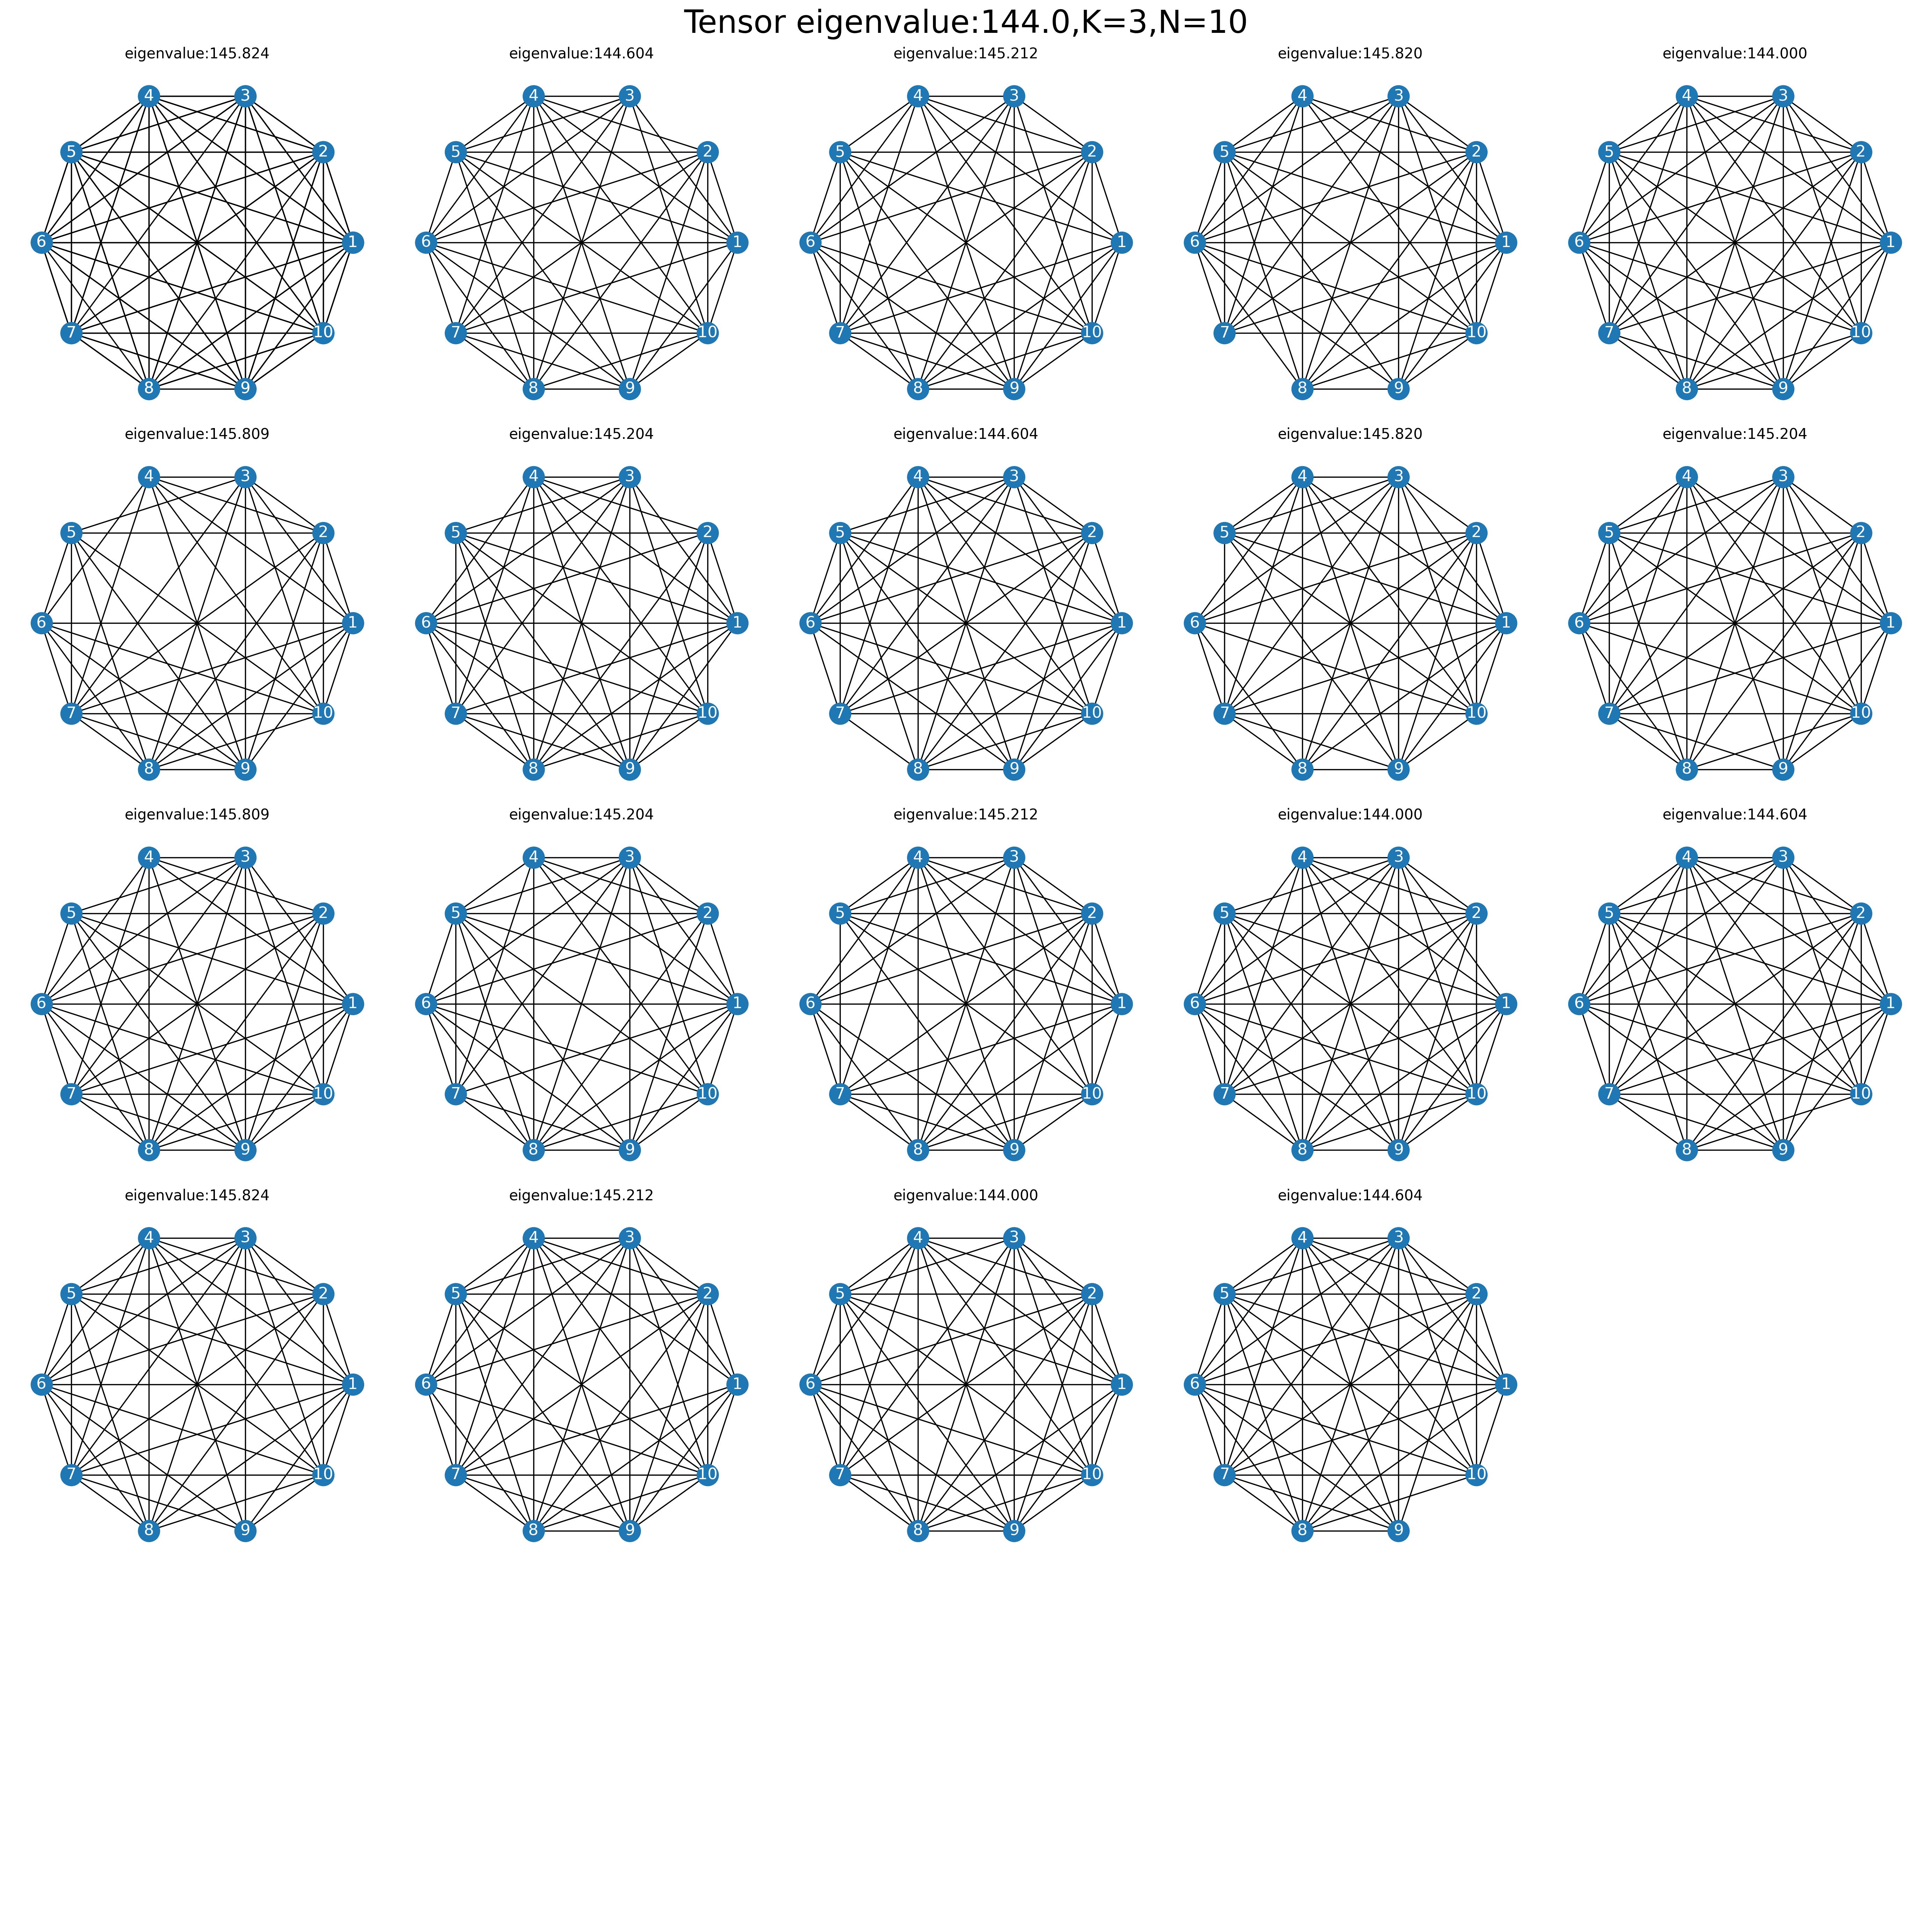 Tensor eigenvalue:144.0,K=3,N=10
eigenvalue:145.824 eigenvalue:144.604 eigenvalue:145.212 eigenvalue:145.820 eigenvalue:144.000
4 3 4 3 4 3 4 3 4 3
5 2 5 2 5 2 5 2 5 2
6 1 6 1 6 1 6 1 6 1
7 10 7 10 7 10 7 10 7 10
8 9 8 9 8 9 8 9 8 9
eigenvalue:145.809 eigenvalue:145.204 eigenvalue:144.604 eigenvalue:145.820 eigenvalue:145.204
4 3 4 3 4 3 4 3 4 3
5 2 5 2 5 2 5 2 5 2
6 1 6 1 6 1 6 1 6 1
7 10 7 10 7 10 7 10 7 10
8 9 8 9 8 9 8 9 8 9
eigenvalue:145.809 eigenvalue:145.204 eigenvalue:145.212 eigenvalue:144.000 eigenvalue:144.604
4 3 4 3 4 3 4 3 4 3
5 2 5 2 5 2 5 2 5 2
6 1 6 1 6 1 6 1 6 1
7 10 7 10 7 10 7 10 7 10
8 9 8 9 8 9 8 9 8 9
eigenvalue:145.824 eigenvalue:145.212 eigenvalue:144.000 eigenvalue:144.604
4 3 4 3 4 3 4 3
5 2 5 2 5 2 5 2
6 1 6 1 6 1 6 1
7 10 7 10 7 10 7 10
8 9 8 9 8 9 8 9